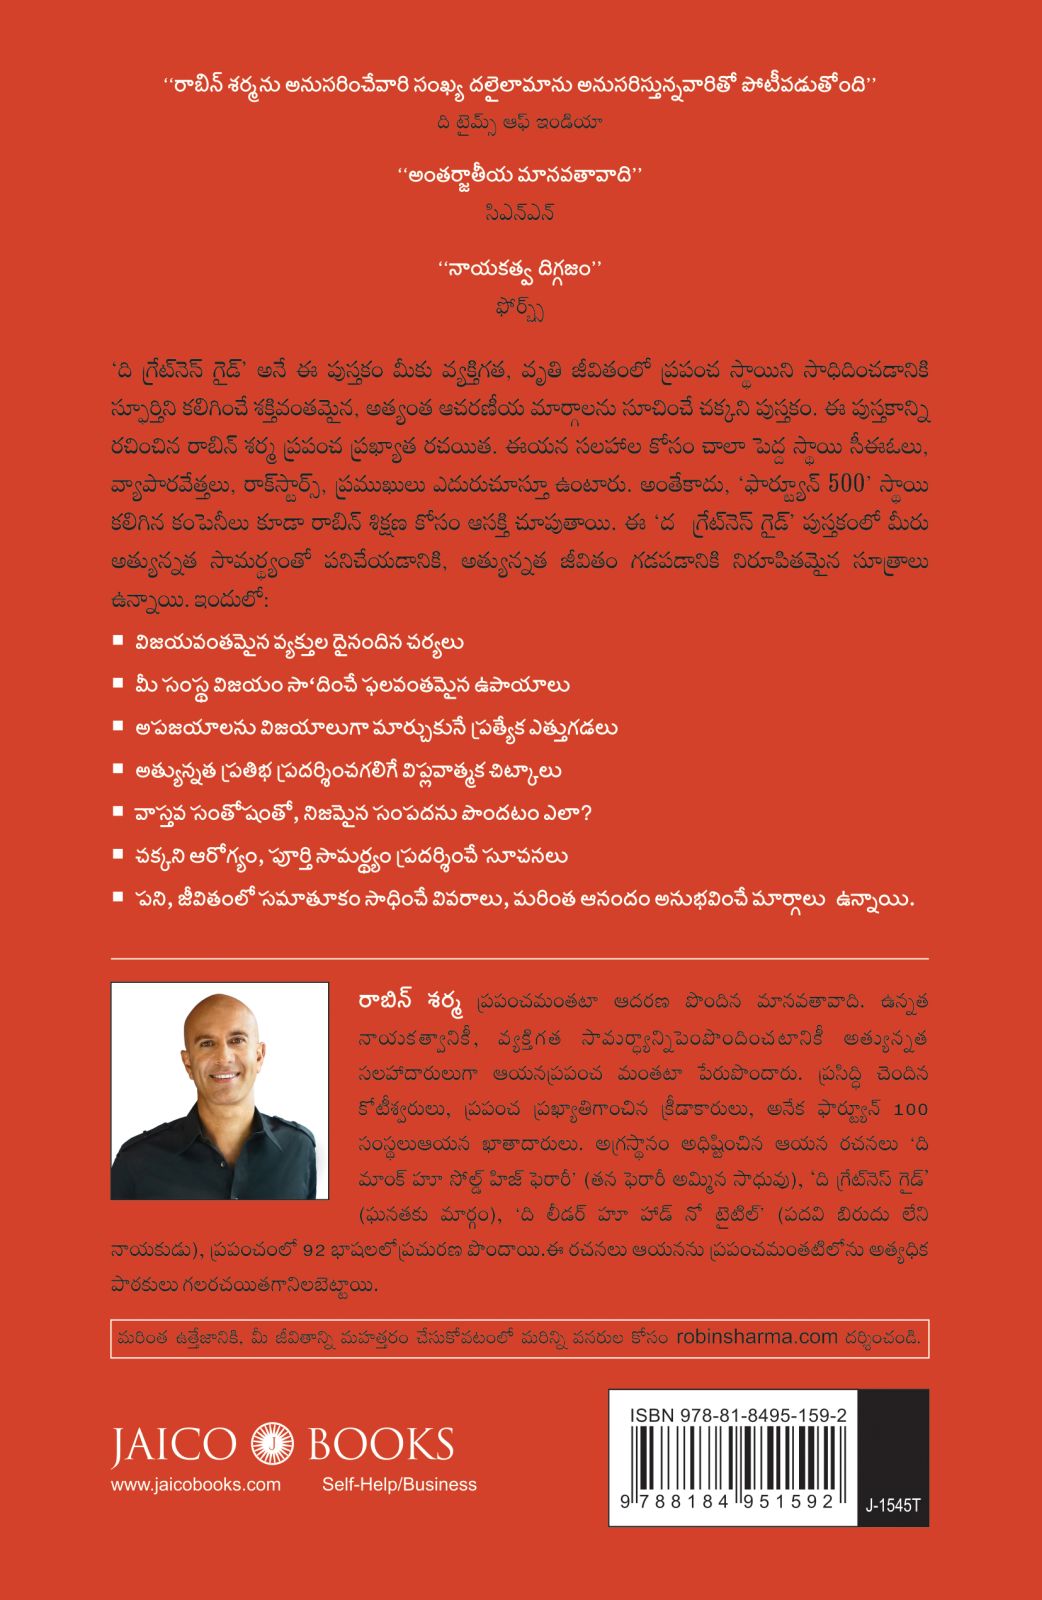 ‘‘రాబిన్ శర్మను అనుసరించేవారి సంఖ్య దలైలామాను అనుసరిస్తున్నవారితో పోటీపడుతోంది’’
ది టైమ్స్ ఆఫ్ ఇండియా
‘‘అంతర్జాతీయ మానవతావాది’’
సిఎన్ఎన్
‘‘నాయకత్వ దిగ్గజం’’
ఫోర్బ్స్
‘ది గ్రేట్‌నెస్ గైడ్’ అనే ఈ పుస్తకం మీకు వ్యక్తిగత, వృతి జీవితంలో ప్రపంచ స్థాయిని సాధిదించడానికి
స్ఫూర్తిని కలిగించే శక్తివంతమైన, అత్యంత ఆచరణీయ మార్గాలను సూచించే చక్కని పుస్తకం. ఈ పుస్తకాన్ని
రచించిన రాబిన్ శర్మ ప్రపంచ ప్రఖ్యాత రచయిత. ఈయన సలహాల కోసం చాలా పెద్ద స్థాయి సీఈఓలు,
వ్యాపారవేత్తలు, రాక్‌స్టార్స్, ప్రముఖులు ఎదురుచూస్తూ ఉంటారు. అంతేకాదు, ‘ఫార్ట్యూన్ 500’ స్థాయి
కలిగిన కంపెనీలు కూడా రాబిన్ శిక్షణ కోసం ఆసక్తి చూపుతాయి. ఈ ‘ద గ్రేట్‌నెస్ గైడ్’ పుస్తకంలో మీరు
అత్యున్నత సామర్థ్యంతో పనిచేయడానికి, అత్యున్నత జీవితం గడపడానికి నిరూపితమైన సూత్రాలు
ఉన్నాయి. ఇందులో:
■ విజయవంతమైన వ్యక్తుల దైనందిన చర్యలు
■ మీ సంస్థ విజయం సా‘దించే ఫలవంతమైన ఉపాయాలు
■ అపజయాలను విజయాలుగా మార్చుకునే ప్రత్యేక ఎత్తుగడలు
■ అత్యున్నత ప్రతిభ ప్రదర్శించగలిగే విప్లవాత్మక చిట్కాలు
■ వాస్తవ సంతోషంతో, నిజమైన సంపదను పొందటం ఎలా?
■ చక్కని ఆరోగ్యం, పూర్తి సామర్థ్యం ప్రదర్శించే సూచనలు
■ పని, జీవితంలో సమాతూకం సాధించే వివరాలు, మరింత ఆనందం అనుభవించే మార్గాలు ఉన్నాయి.
రాబిన్ శర్మ ప్రపంచమంతటా ఆదరణ పొందిన మానవతావాది. ఉన్నత
నాయకత్వానికీ, వ్యక్తిగత సామర్ధ్యాన్నిపెంపొందించటానికీ అత్యున్నత
సలహాదారులుగా ఆయనప్రపంచ మంతటా పేరుపొందారు. ప్రసిద్ధి చెందిన
కోటీశ్వరులు, ప్రపంచ ప్రఖ్యాతిగాంచిన క్రీడాకారులు, అనేక ఫార్ట్యూన్ 100
సంస్థలుఆయన ఖాతాదారులు. అగ్రస్థానం అధిష్టించిన ఆయన రచనలు ‘ది
మాంక్ హూ సోల్డ్ హిజ్ ఫెరారీ’ (తన ఫెరారీ అమ్మిన సాధువు), ‘ది గ్రేట్‌నెస్ గైడ్’
(ఘనతకు మార్గం), ‘ది లీడర్ హూ హాడ్ నో టైటిల్’ (పదవి బిరుదు లేని
నాయకుడు), ప్రపంచంలో 92 భాషలలోప్రచురణ పొందాయి.ఈ రచనలు ఆయనను ప్రపంచమంతటిలోను అత్యధిక
పాఠకులు గలరచయితగానిలబెట్టాయి.
మరింత ఉత్తేజానికి, మీ జీవితాన్ని మహత్తరం చేసుకోవటంలో మరిన్ని వనరుల కోసం robinsharma.com దర్శించండి.
JAICO J BOOKS
www.jaicobooks.com Self-Help/Business
ISBN 978-81-8495-159-2
9 788184 951592
J-1545T